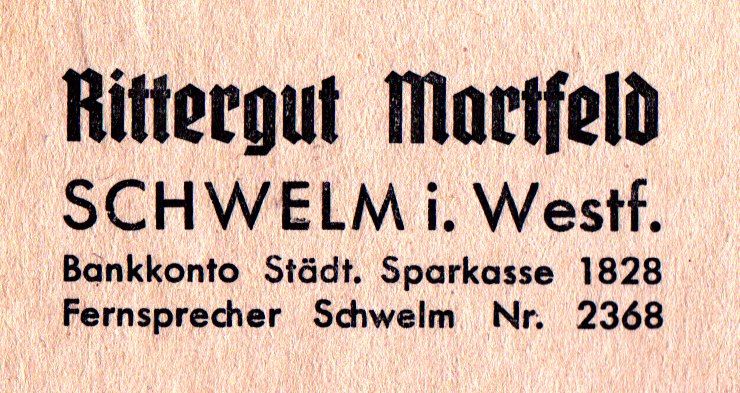 Rittergut Martfeld
SCHWELM i. Westf.
Bankkonto Städt. Sparkasse 1828
Fernsprecher Schwelm Nr. 2368